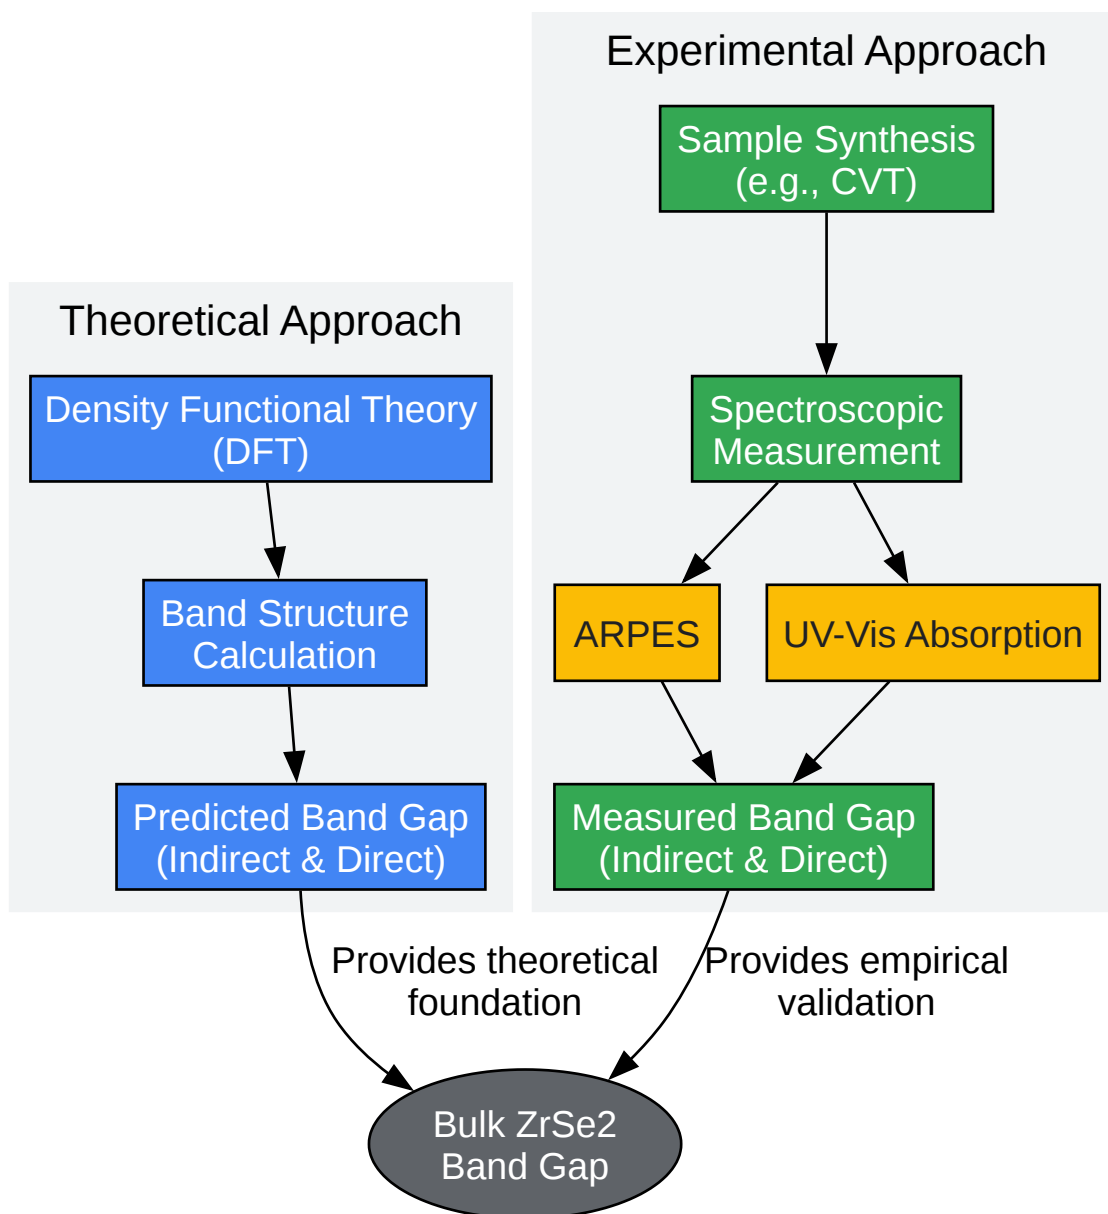 Experimental Approach
Sample Synthesis
(e.g., CVT)
Theoretical Approach
Density Functional Theory
(DFT)
Spectroscopic
Measurement
Band Structure
Calculation
ARPES
UV-Vis Absorption
Predicted Band Gap
(Indirect & Direct)
Measured Band Gap
(Indirect & Direct)
Provides theoretical
foundation
Provides empirical
validation
Bulk ZrSe2
Band Gap